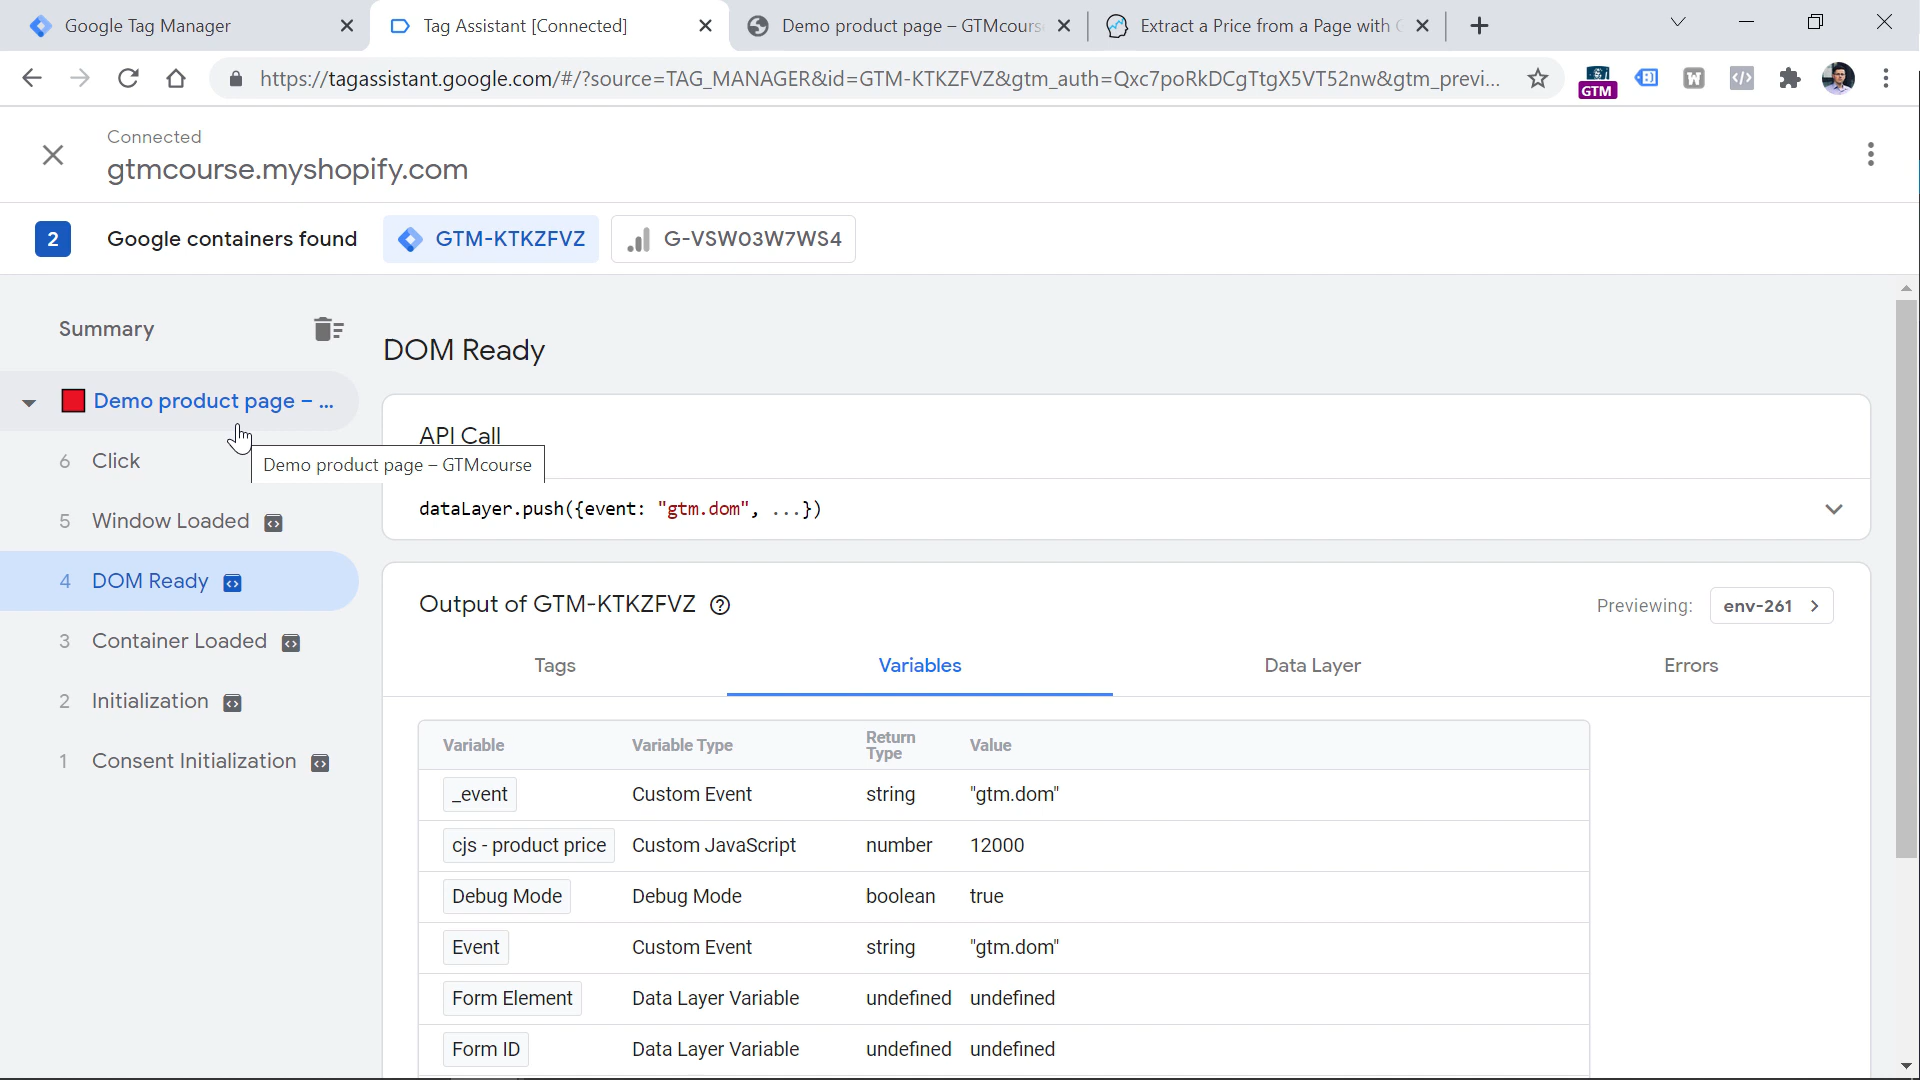 Google Tag Manager
Tag Assistant [Connected]
Demo product page – GTMcours
Extract a Price from a Page with G
https://tagassistant.google.com/#/?source=TAG_MANAGER&id=GTM-KTKZFVZ&gtm_auth=Qxc7poRkDCgTtgX5VT52nw&gtm_previ...
GTM
W
Connected
gtmcourse.myshopify.com
2
Google containers found
GTM-KTKZFVZ
G-VSW03W7WS4
Summary
Demo product page – ...
6 Click
5 Window Loaded
4 DOM Ready
3 Container Loaded
2 Initialization
1 Consent Initialization
Demo product page – GTMcourse
DOM Ready
API Call
dataLayer.push({event: "gtm.dom", ...})
Output of GTM-KTKZFVZ
Previewing: env-261
Tags Variables Data Layer Errors
Variable Variable Type Return Type Value
_event Custom Event string "gtm.dom"
cjs - product price Custom JavaScript number 12000
Debug Mode Debug Mode boolean true
Event Custom Event string "gtm.dom"
Form Element Data Layer Variable undefined undefined
Form ID Data Layer Variable undefined undefined